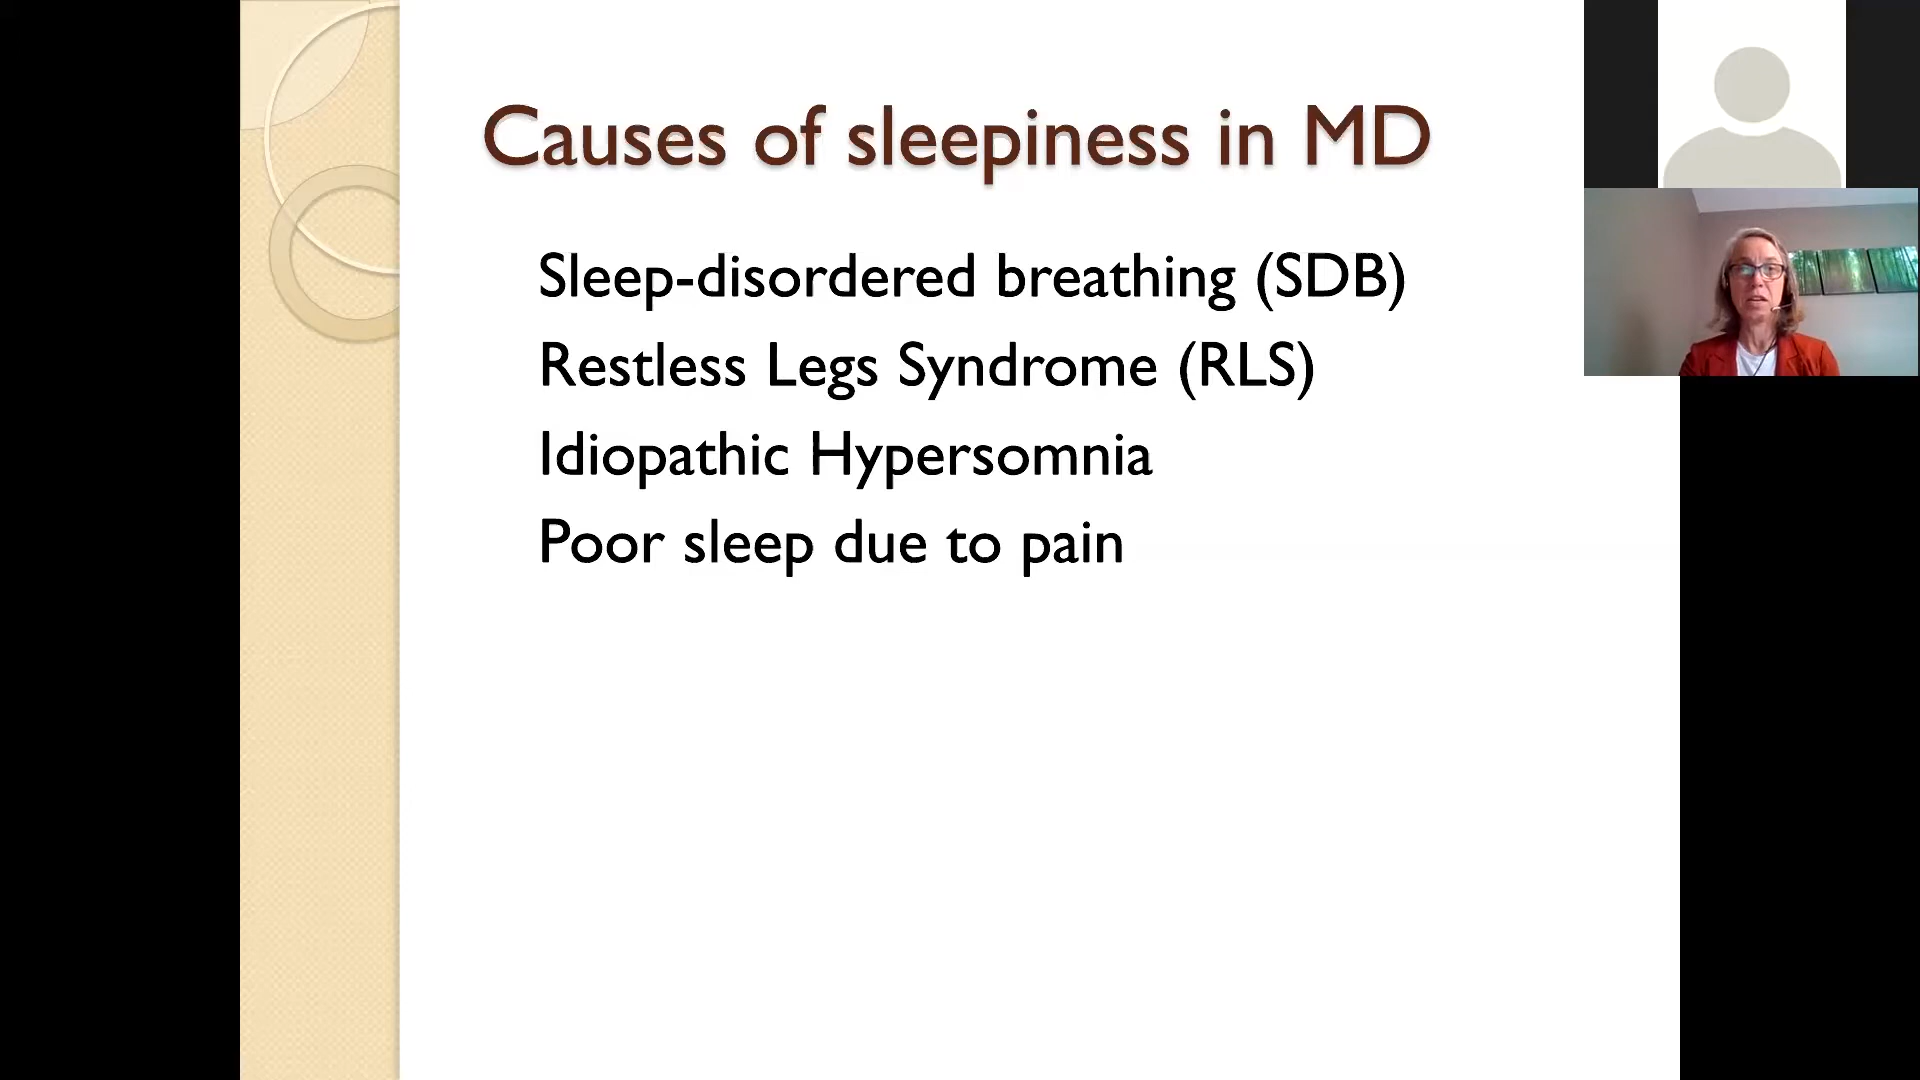 Causes of sleepiness in MD
Sleep-disordered breathing (SDB)
Restless Legs Syndrome (RLS)
Idiopathic Hypersomnia
Poor sleep due to pain